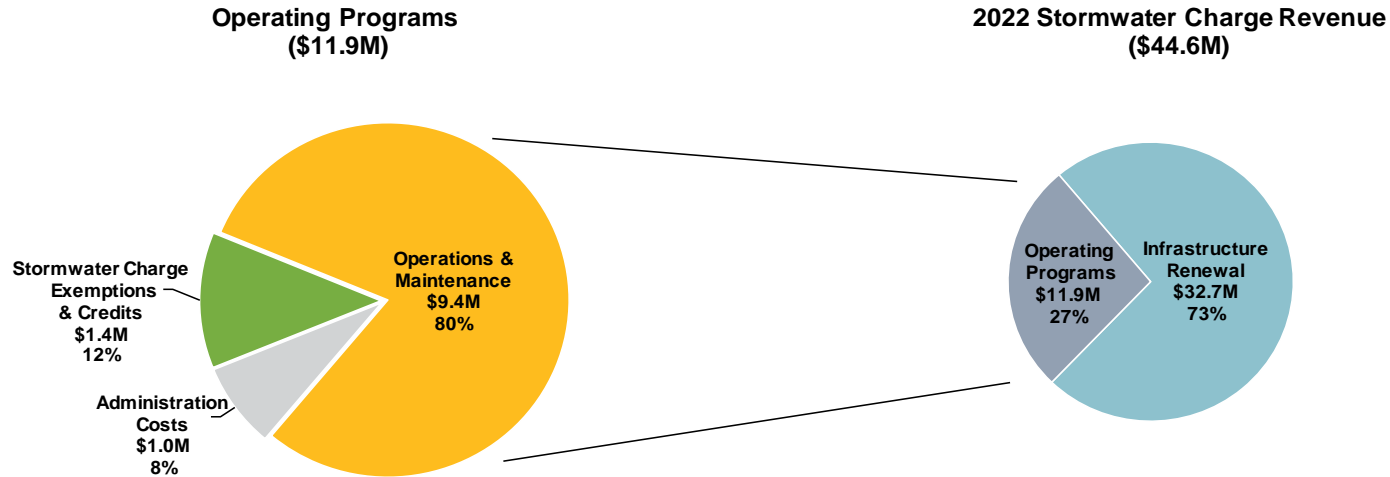 Operating Programs
($11.9M)
Operations &
Maintenance
$9.4M
80%
Stormwater Charge
Exemptions
& Credits
$1.4M
12%
Administration
Costs
$1.0M
8%
2022 Stormwater Charge Revenue
($44.6M)
Operating
Programs
$11.9M
27%
Infrastructure
Renewal
$32.7M
73%